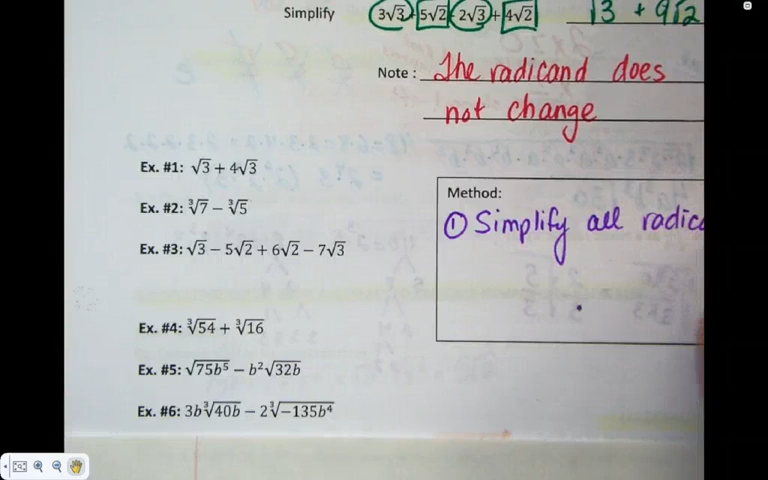 Simplify 3√3 + 5√2 - 2√3 + 4√2 √3 + 9√2
Note : The radicand does
not change
Ex. #1: √3 + 4√3
Ex. #2: ∛7 − ∛5
Ex. #3: √3 − 5√2 + 6√2 − 7√3
Method:
① Simplify all radic
Ex. #4: ∛54 + ∛16
Ex. #5: √75b⁵ − b²√32b
Ex. #6: 3b∛40b − 2∛−135b⁴